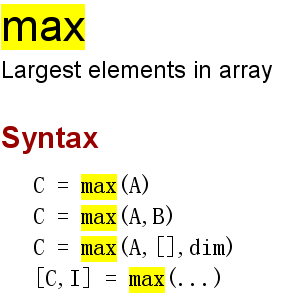 max
Largest elements in array
Syntax
C = max(A)
C = max(A,B)
C = max(A,[],dim)
[C,I] = max(...)